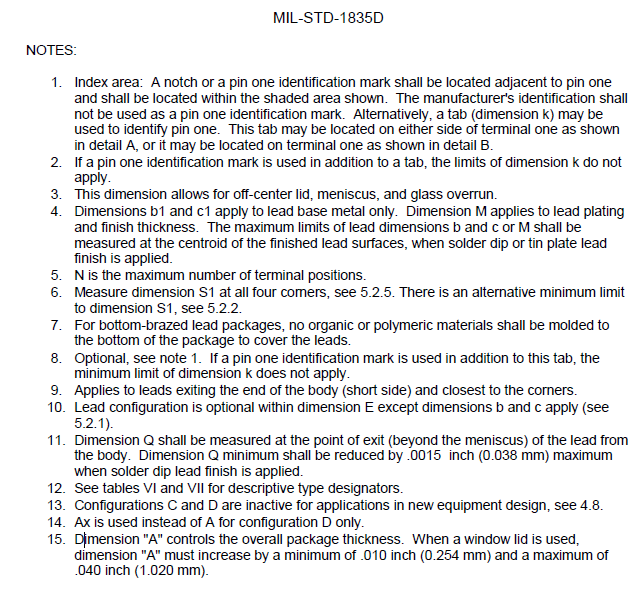 MIL-STD-1835D
NOTES:
1. Index area: A notch or a pin one identification mark shall be located adjacent to pin one
and shall be located within the shaded area shown. The manufacturer's identification shall
not be used as a pin one identification mark. Alternatively, a tab (dimension k) may be
used to identify pin one. This tab may be located on either side of terminal one as shown
in detail A, or it may be located on terminal one as shown in detail B.
2. If a pin one identification mark is used in addition to a tab, the limits of dimension k do not
apply.
3. This dimension allows for off-center lid, meniscus, and glass overrun.
4. Dimensions b1 and c1 apply to lead base metal only. Dimension M applies to lead plating
and finish thickness. The maximum limits of lead dimensions b and c or M shall be
measured at the centroid of the finished lead surfaces, when solder dip or tin plate lead
finish is applied.
5. N is the maximum number of terminal positions.
6. Measure dimension S1 at all four corners, see 5.2.5. There is an alternative minimum limit
to dimension S1, see 5.2.2.
7. For bottom-brazed lead packages, no organic or polymeric materials shall be molded to
the bottom of the package to cover the leads.
8. Optional, see note 1. If a pin one identification mark is used in addition to this tab, the
minimum limit of dimension k does not apply.
9. Applies to leads exiting the end of the body (short side) and closest to the corners.
10. Lead configuration is optional within dimension E except dimensions b and c apply (see
5.2.1).
11. Dimension Q shall be measured at the point of exit (beyond the meniscus) of the lead from
the body. Dimension Q minimum shall be reduced by .0015 inch (0.038 mm) maximum
when solder dip lead finish is applied.
12. See tables VI and VII for descriptive type designators.
13. Configurations C and D are inactive for applications in new equipment design, see 4.8.
14. Ax is used instead of A for configuration D only.
15. Dimension "A" controls the overall package thickness. When a window lid is used,
dimension "A" must increase by a minimum of .010 inch (0.254 mm) and a maximum of
.040 inch (1.020 mm).